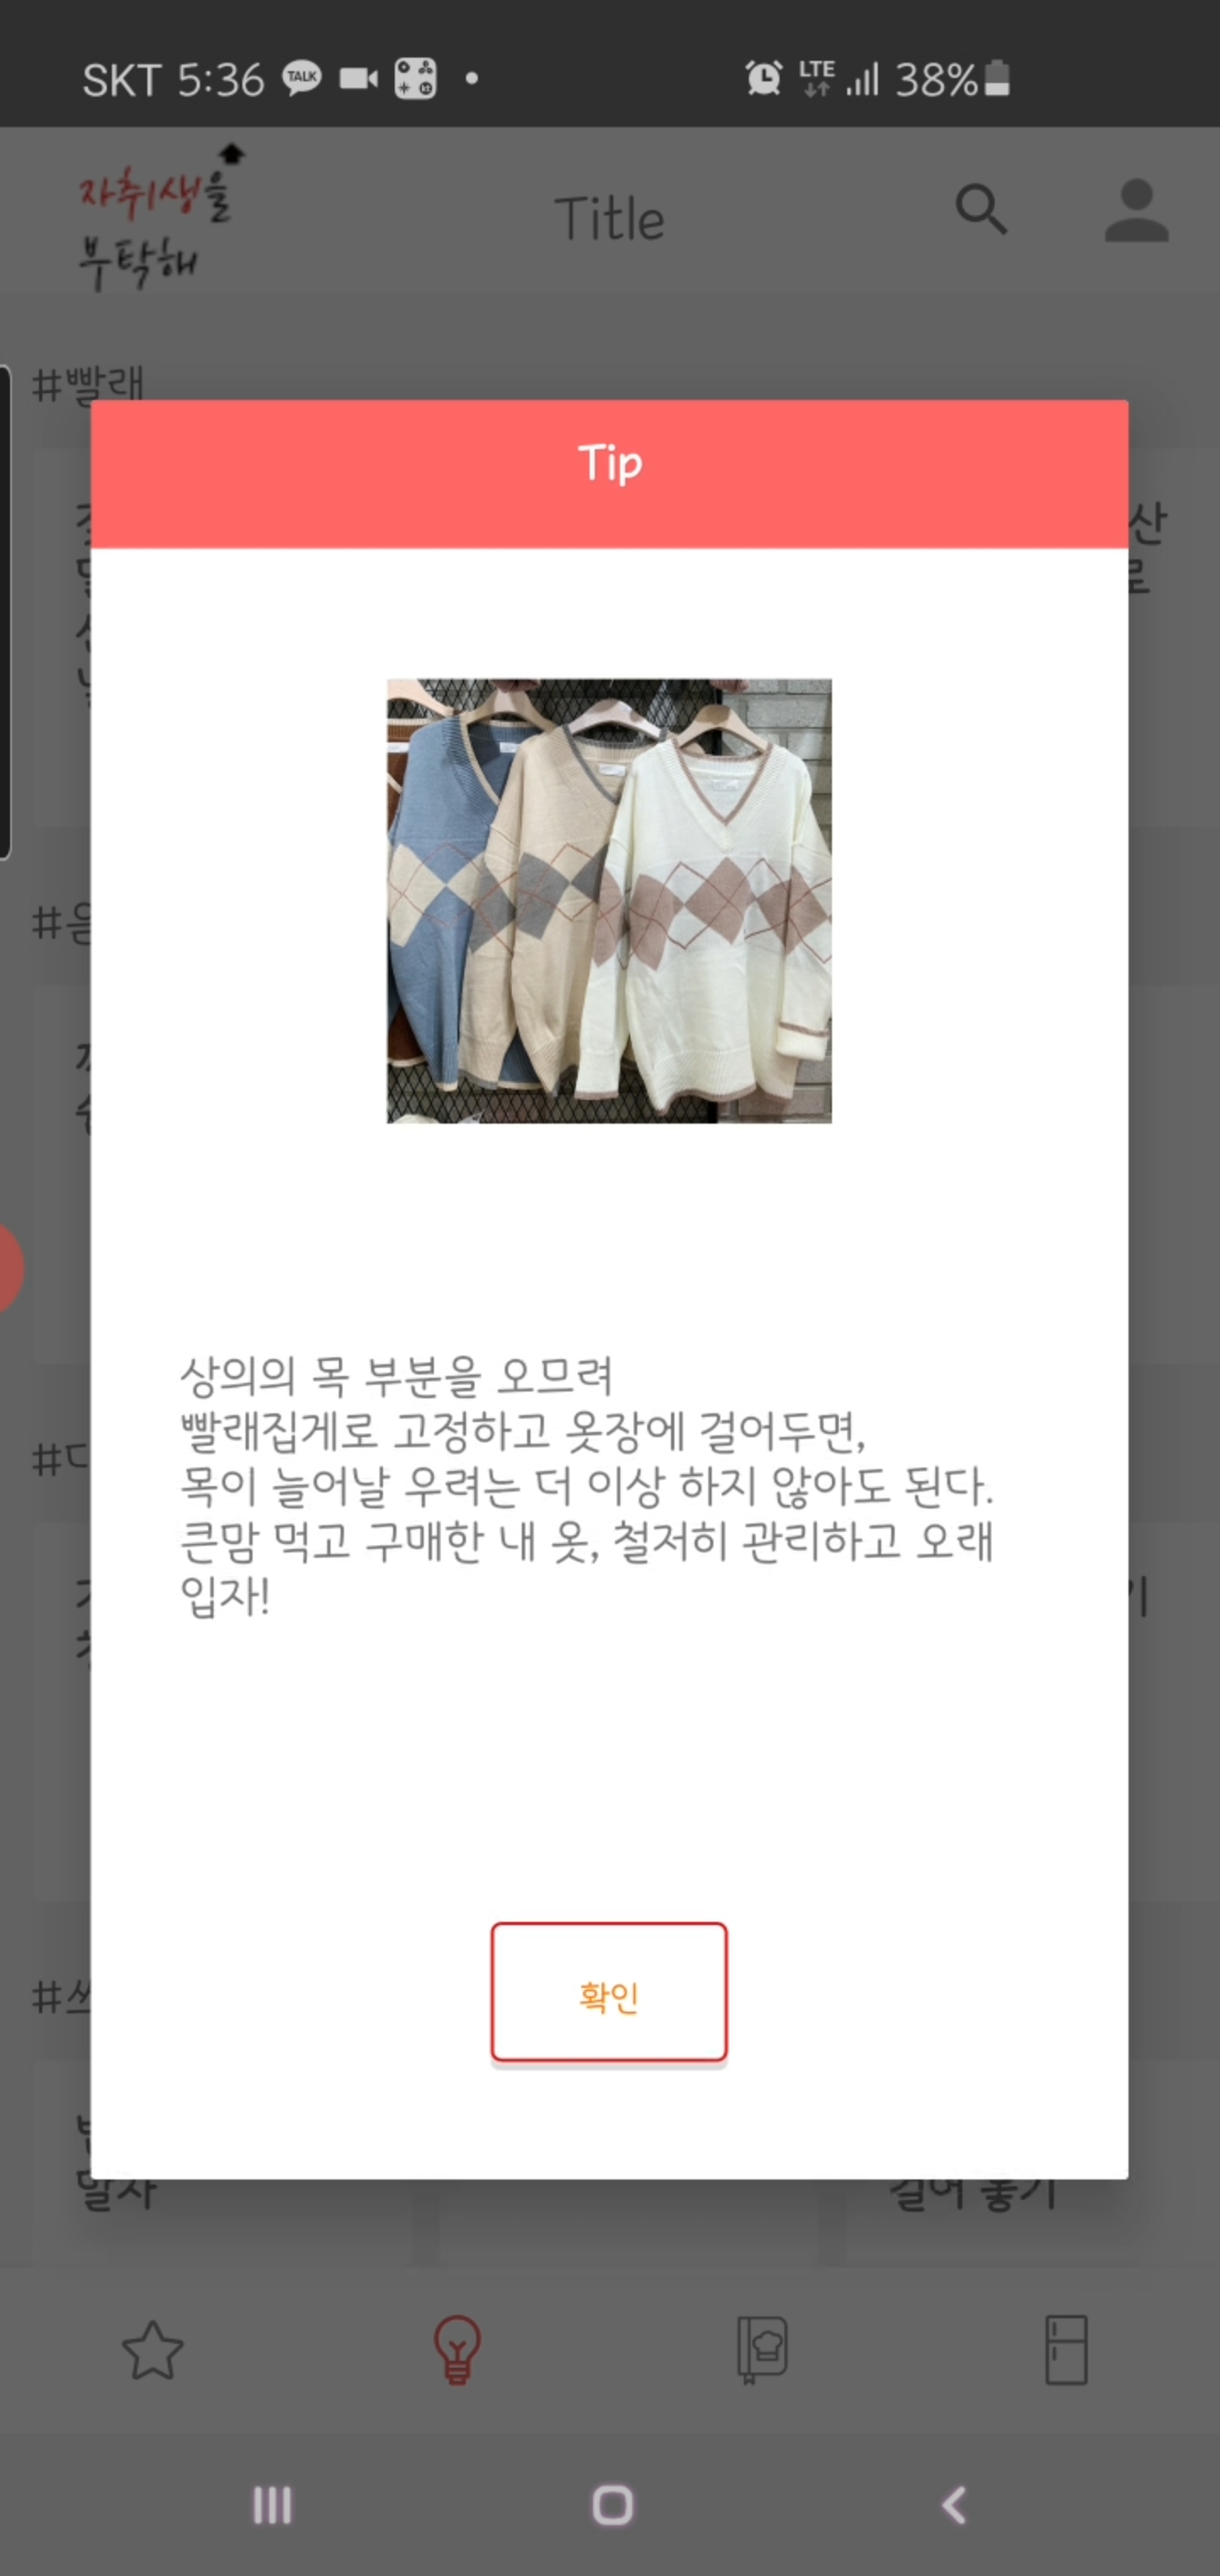 SKT 5:36 TALK LTE 38%
자취생을
부탁해
Title
#빨래
Tip
산
로
상의의 목 부분을 오므려
빨래집게로 고정하고 옷장에 걸어두면,
목이 늘어날 우려는 더 이상 하지 않아도 된다.
큰맘 먹고 구매한 내 옷, 철저히 관리하고 오래
입자!
기
확인
말자
걸어 놓기